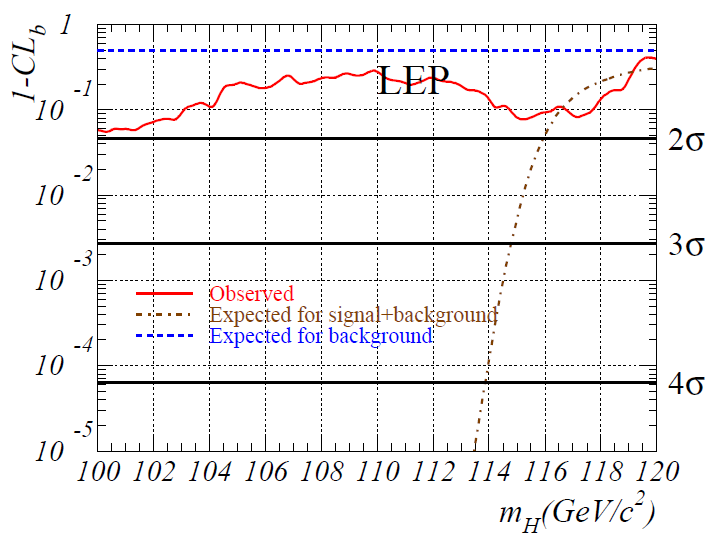 1-CL_b
1
10^-1
10^-2
10^-3
10^-4
10^-5
LEP
2σ
3σ
4σ
Observed
Expected for signal+background
Expected for background
100 102 104 106 108 110 112 114 116 118 120
m_H(GeV/c^2)